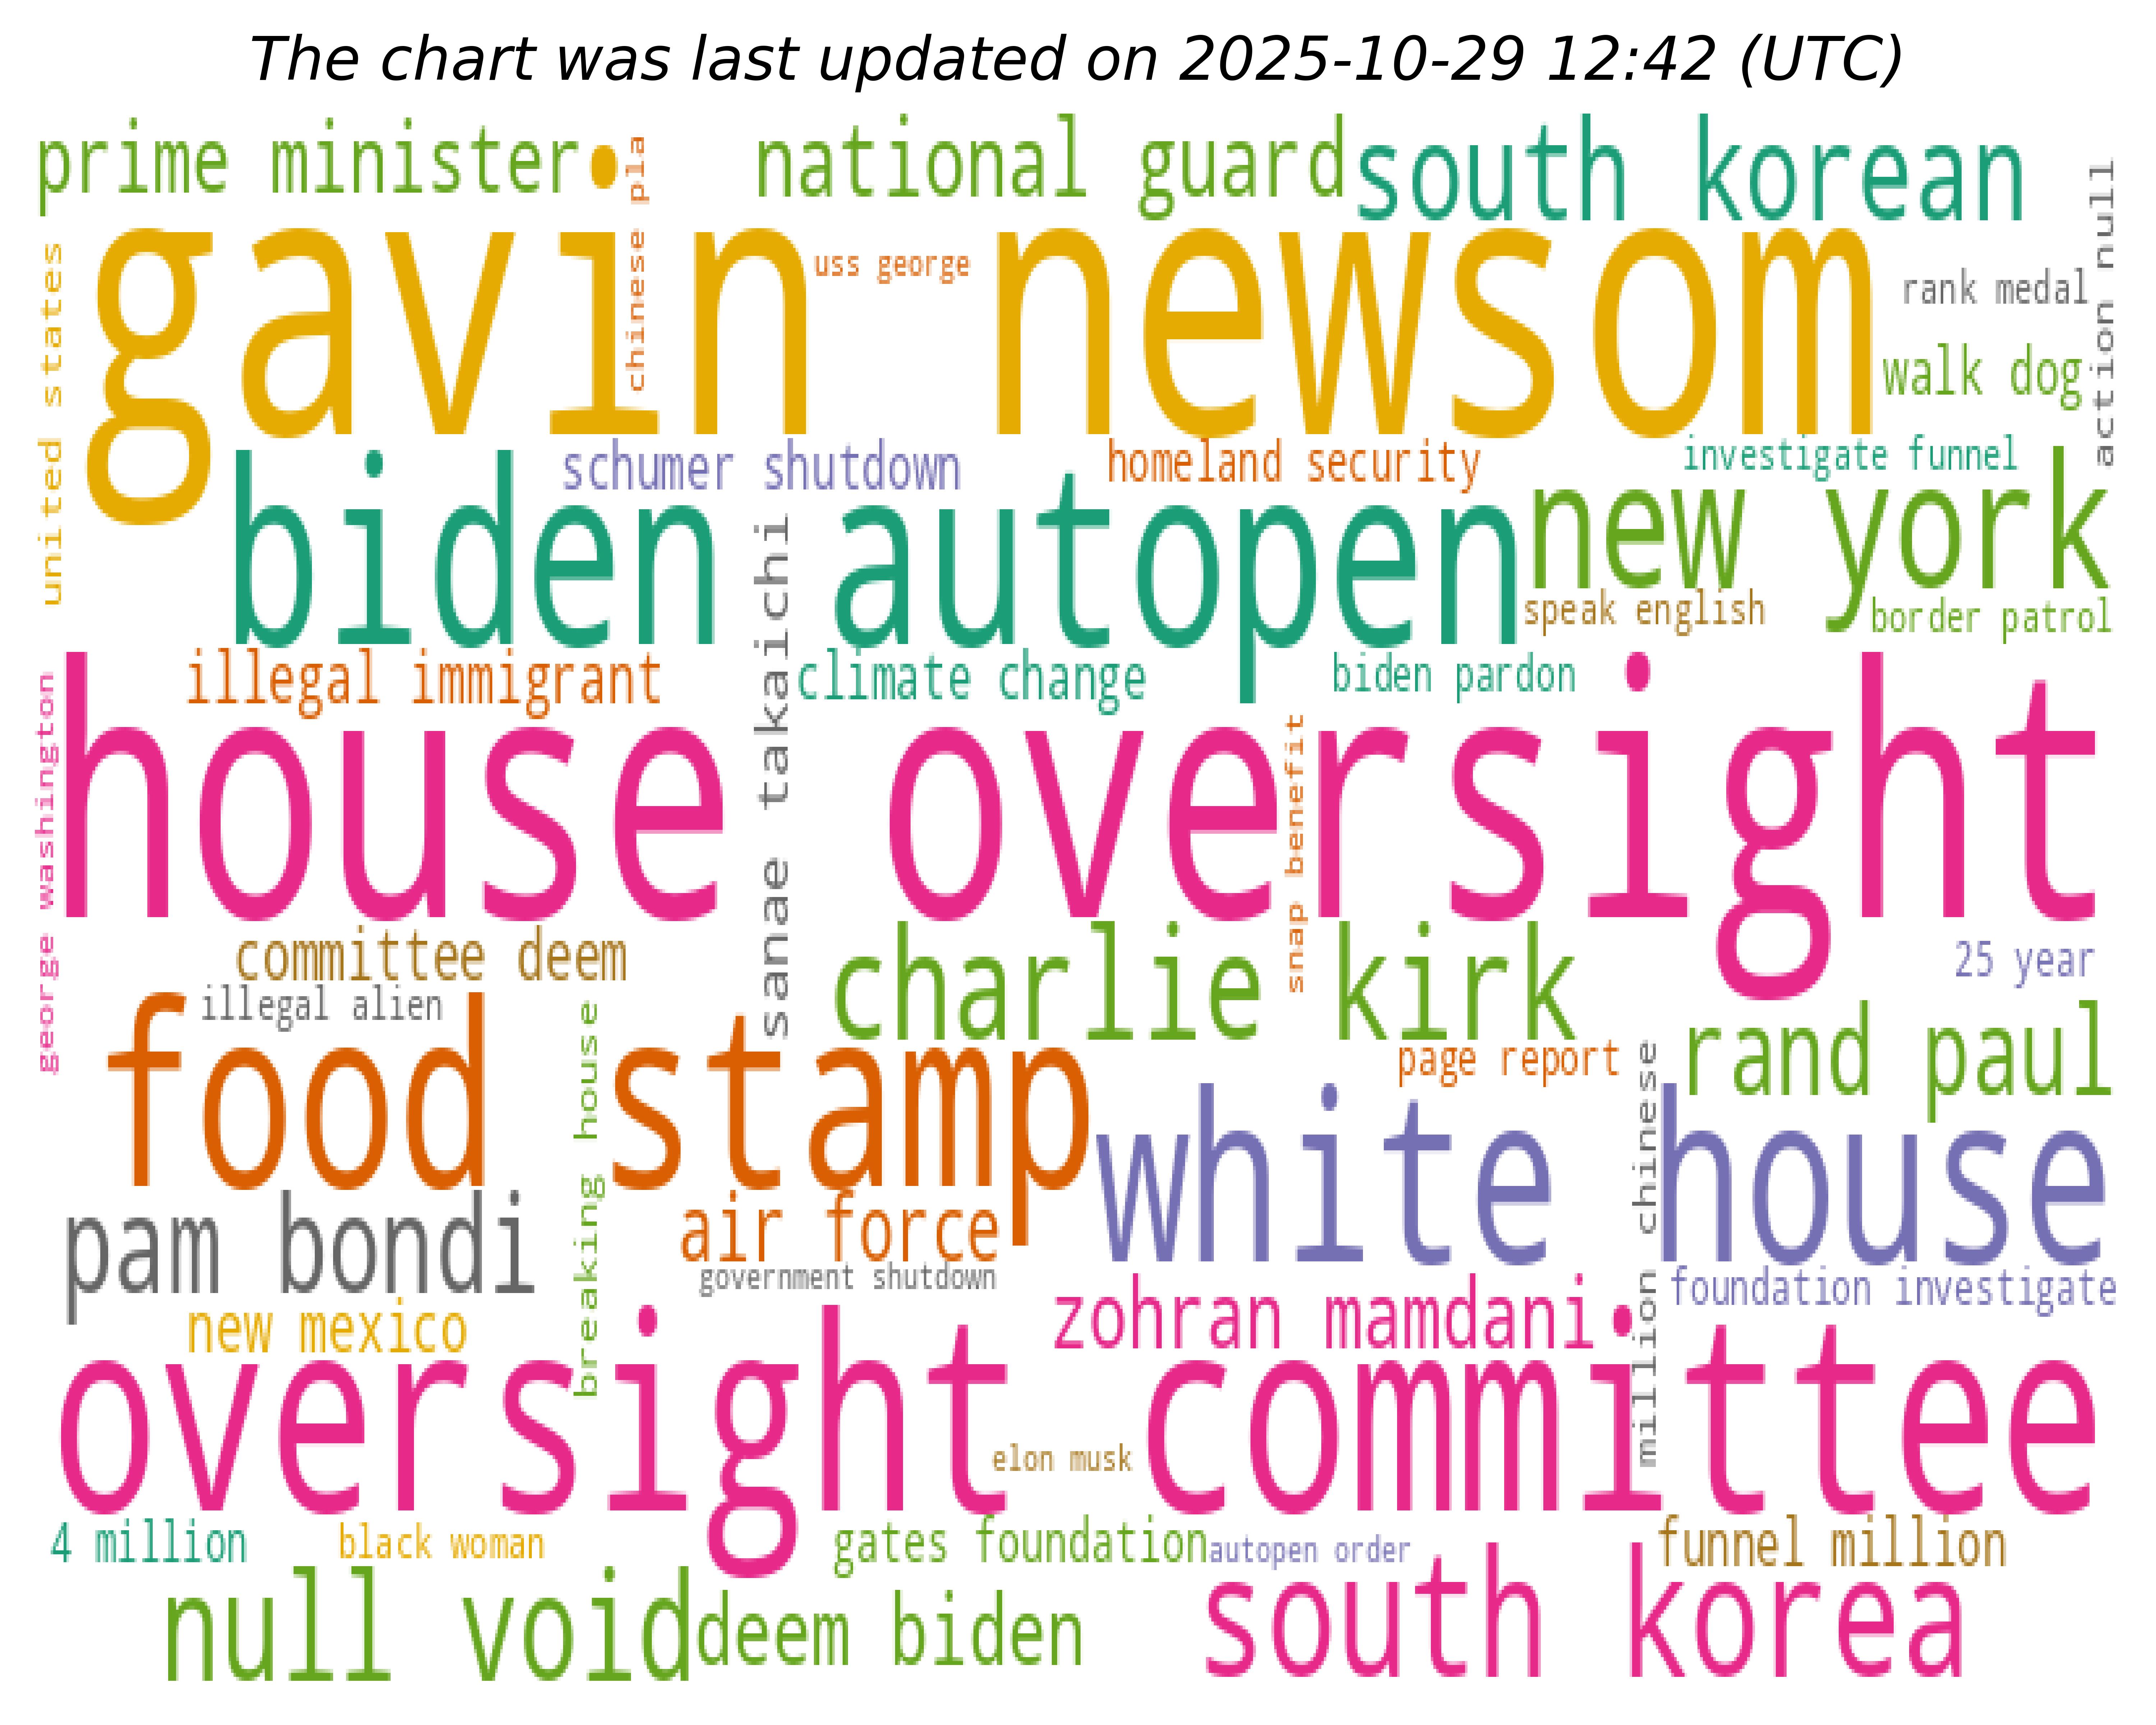 The chart was last updated on 2025-10-29 12:42 (UTC)
prime minister
chinese pla
national guard
south korean
action null
united states
gavin newsom
uss george
rank medal
walk dog
schumer shutdown
homeland security
investigate funnel
biden autopen
new york
sanae takaichi
speak english
border patrol
illegal immigrant
climate change
biden pardon
george washington
house oversight
snap benefit
committee deem
charlie kirk
25 year
illegal alien
breaking house
food stamp
page report
million chinese
rand paul
white house
pam bondi
air force
government shutdown
foundation investigate
new mexico
zohran mamdani
oversight committee
elon musk
4 million
black woman
gates foundation
autopen order
funnel million
null void
deem biden
south korea